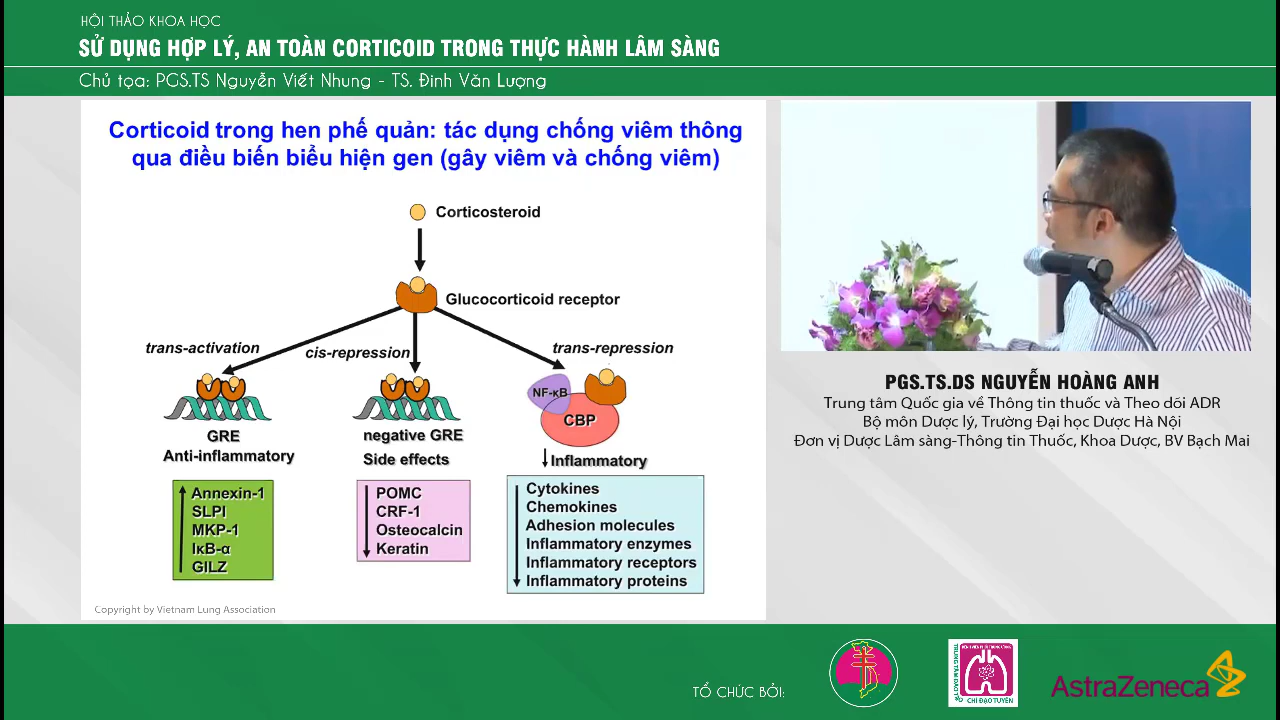 HỘI THẢO KHOA HỌC
SỬ DỤNG HỢP LÝ, AN TOÀN CORTICOID TRONG THỰC HÀNH LÂM SÀNG
Chủ tọa: PGS.TS Nguyễn Viết Nhung - TS. Đinh Văn Lượng
Corticoid trong hen phế quản: tác dụng chống viêm thông
qua điều biến biểu hiện gen (gây viêm và chống viêm)
Corticosteroid
Glucocorticoid receptor
trans-activation
cis-repression
trans-repression
NF-κB
CBP
GRE
Anti-inflammatory
negative GRE
Side effects
Inflammatory
Annexin-1
SLPI
MKP-1
IκB-α
GILZ
POMC
CRF-1
Osteocalcin
Keratin
Cytokines
Chemokines
Adhesion molecules
Inflammatory enzymes
Inflammatory receptors
Inflammatory proteins
Copyright by Vietnam Lung Association
PGS.TS.DS NGUYỄN HOÀNG ANH
Trung tâm Quốc gia về Thông tin thuốc và Theo dõi ADR
Bộ môn Dược lý, Trường Đại học Dược Hà Nội
Đơn vị Dược Lâm sàng-Thông tin Thuốc, Khoa Dược, BV Bạch Mai
TỔ CHỨC BỞI:
CHỈ ĐẠO TUYẾN
AstraZeneca